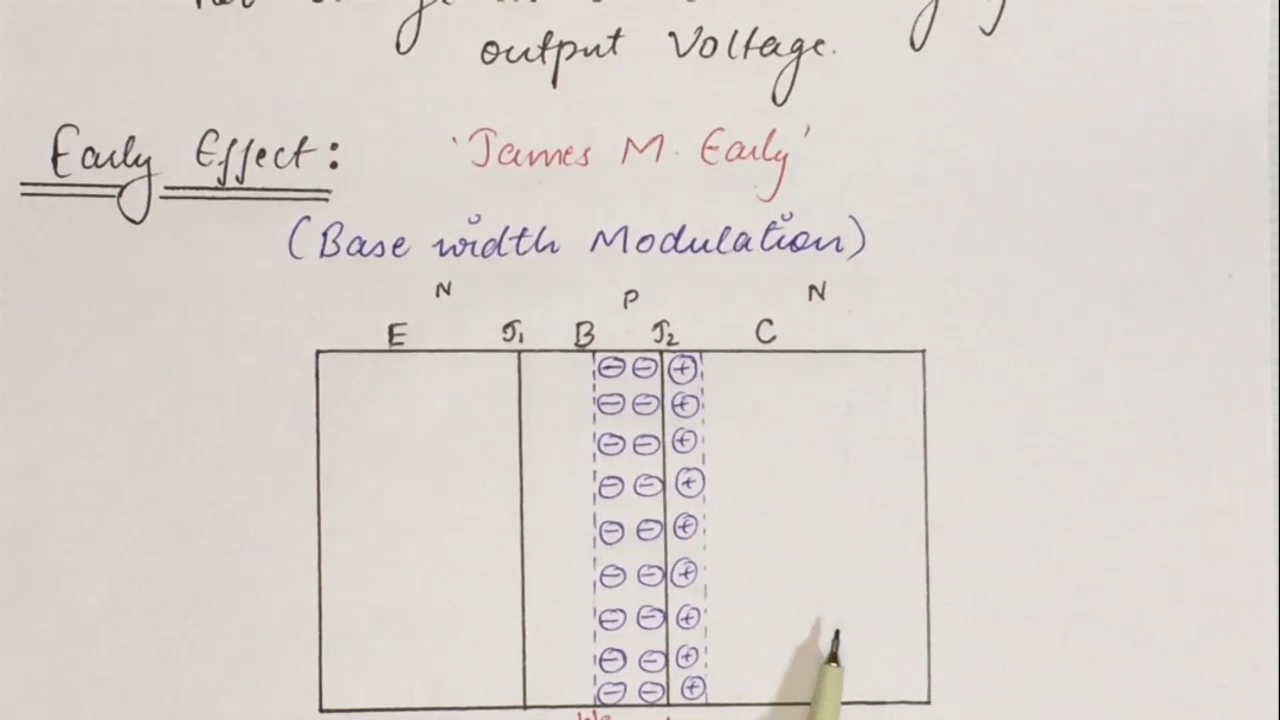 output Voltage.
Early Effect: 'James M. Early'
(Base width Modulation)
N P N
E J1 B J2 C
⊖ ⊖ ⊕
⊖ ⊖ ⊕
⊖ ⊖ ⊕
⊖ ⊖ ⊕
⊖ ⊖ ⊕
⊖ ⊖ ⊕
⊖ ⊖ ⊕
⊖ ⊖ ⊕
⊖ ⊖ ⊕